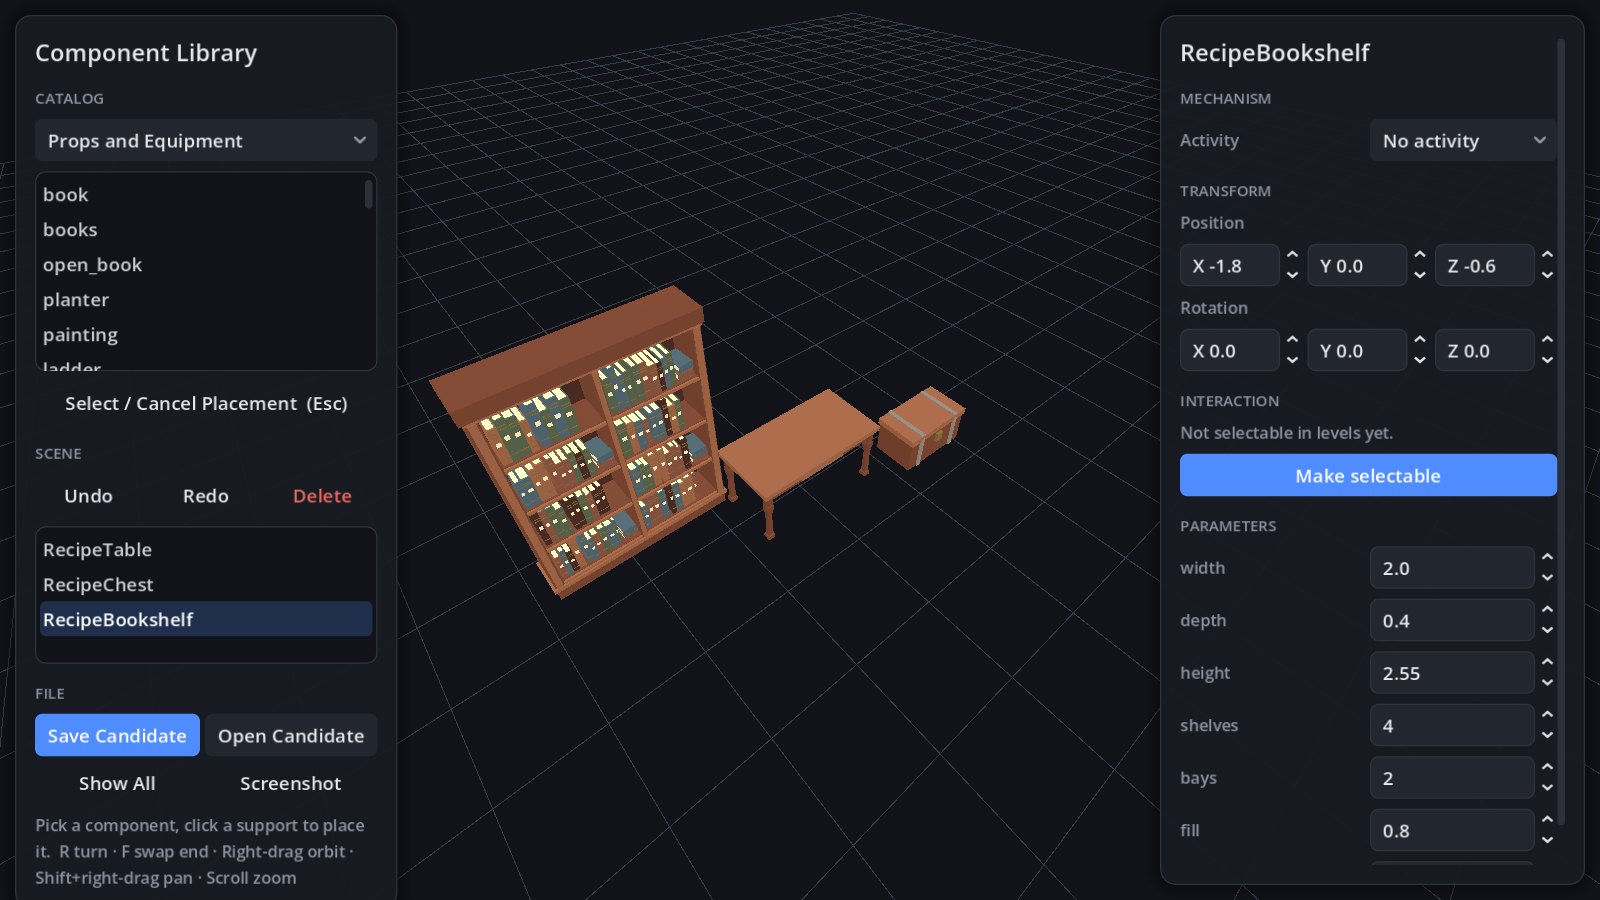 Component Library
CATALOG
Props and Equipment
book
books
open_book
planter
painting
ladder
Select / Cancel Placement (Esc)
SCENE
Undo
Redo
Delete
RecipeTable
RecipeChest
RecipeBookshelf
FILE
Save Candidate
Open Candidate
Show All
Screenshot
Pick a component, click a support to place
it. R turn · F swap end · Right-drag orbit ·
Shift+right-drag pan · Scroll zoom
RecipeBookshelf
MECHANISM
Activity
No activity
TRANSFORM
Position
X -1.8
Y 0.0
Z -0.6
Rotation
X 0.0
Y 0.0
Z 0.0
INTERACTION
Not selectable in levels yet.
Make selectable
PARAMETERS
width
2.0
depth
0.4
height
2.55
shelves
4
bays
2
fill
0.8